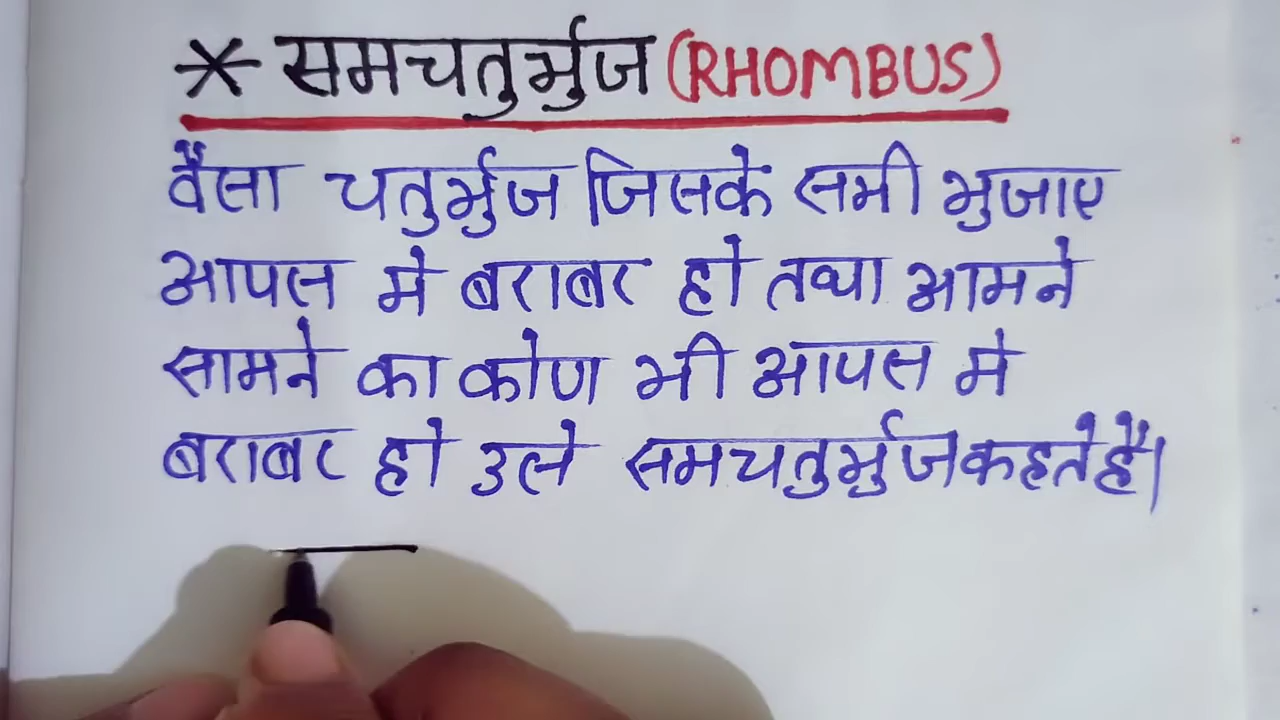 * समचतुर्भुज (RHOMBUS)
वैसा चतुर्भुज जिसके सभी भुजाए
आपस मे बराबर हो तथा आमने
सामने का कोण भी आपस मे
बराबर हो उसे समचतुर्भुज कहते है।